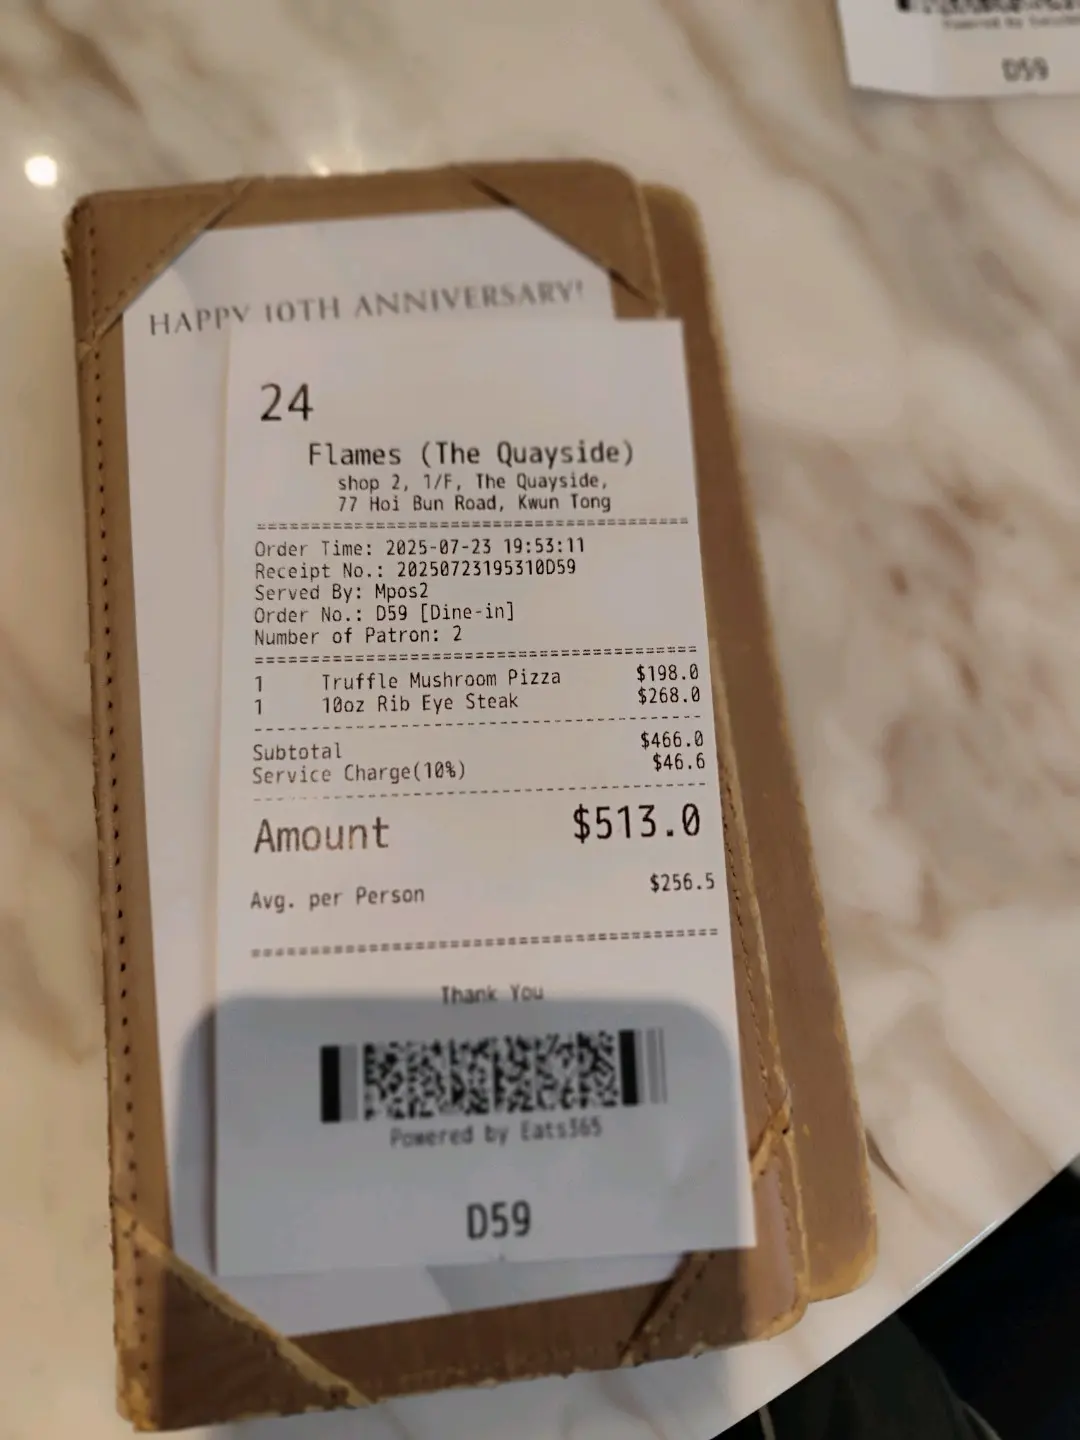 Powered by Eats365
D59
HAPPY 10TH ANNIVERSARY!
24
Flames (The Quayside)
shop 2, 1/F, The Quayside,
77 Hoi Bun Road, Kwun Tong
Order Time: 2025-07-23 19:53:11
Receipt No.: 20250723195310D59
Served By: Mpos2
Order No.: D59 [Dine-in]
Number of Patron: 2
1 Truffle Mushroom Pizza $198.0
1 10oz Rib Eye Steak $268.0
Subtotal $466.0
Service Charge(10%) $46.6
Amount $513.0
Avg. per Person $256.5
Thank You
Powered by Eats365
D59